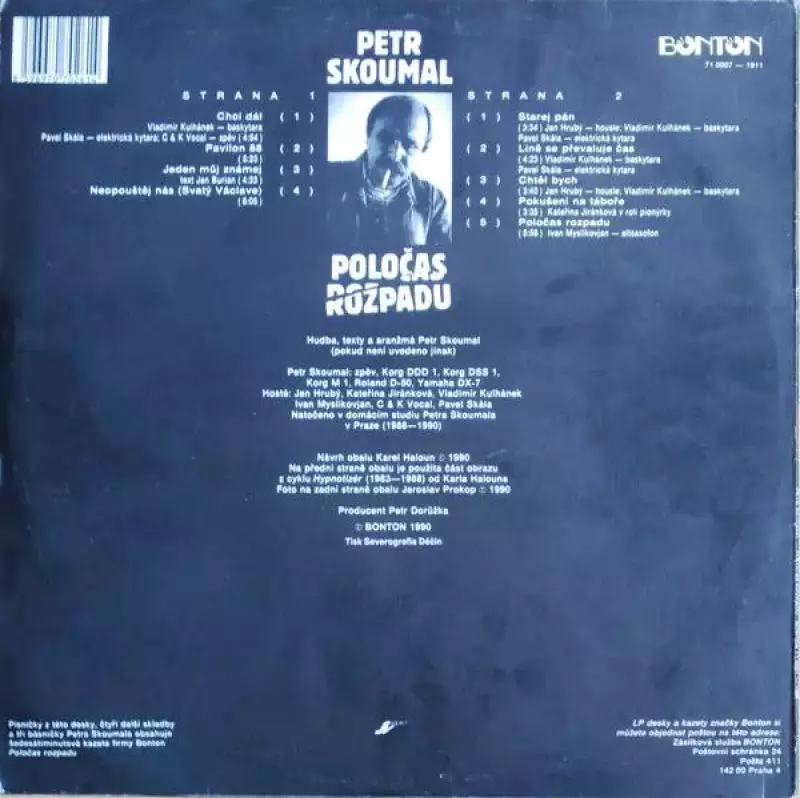 PETR
SKOUMAL
BONTON
71 0007 — 1911
STRANA 1
Chci dál ( 1 )
Vladimír Kulhánek — baskytara
Pavel Skála — elektrická kytara; C & K Vocal — zpěv (4:54)
Pavilon 88 ( 2 )
Jeden můj známej ( 3 )
text Jan Burian (4:23)
Neopouštěj nás (Svatý Václave) ( 4 )
STRANA 2
( 1 ) Starej pán
(3:34) Jan Hrubý — housle; Vladimír Kulhánek — baskytara
Pavel Skála — elektrická kytara
( 2 ) Líně se převaluje čas
(4:23) Vladimír Kulhánek — baskytara
Pavel Skála — elektrická kytara
( 3 ) Chtěl bych
(3:40) Jan Hrubý — housle; Vladimír Kulhánek — baskytara
( 4 ) Pokušení na táboře
(3:35) Kateřina Jiránková v roli pionýrky
( 5 ) Poločas rozpadu
(5:58) Ivan Myslikovjan — altsaxofon
POLOČAS
ROZPADU
Hudba, texty a aranžmá Petr Skoumal
(pokud není uvedeno jinak)
Petr Skoumal: zpěv, Korg DDD 1, Korg DSS 1,
Korg M 1, Roland D-50, Yamaha DX-7
Hosté: Jan Hrubý, Kateřina Jiránková, Vladimír Kulhánek
Ivan Myslikovjan, C & K Vocal, Pavel Skála
Natočeno v domácím studiu Petra Skoumala
v Praze (1988—1990)
Návrh obalu Karel Haloun © 1990
Na přední straně obalu je použita část obrazu
z cyklu Hypnotizér (1983—1988) od Karla Halouna
Foto na zadní straně obalu Jaroslav Prokop © 1990
Producent Petr Dorůžka
℗ BONTON 1990
Tisk Severografia Děčín
Písničky z této desky, čtyři další skladby
a tři básničky Petra Skoumala obsahuje
šedesátiminutová kazeta firmy Bonton
Poločas rozpadu
LP desky a kazety značky Bonton si
můžete objednat poštou na této adrese:
Zásilková služba BONTON
Poštovní schránka 24
Pošta 411
142 00 Praha 4